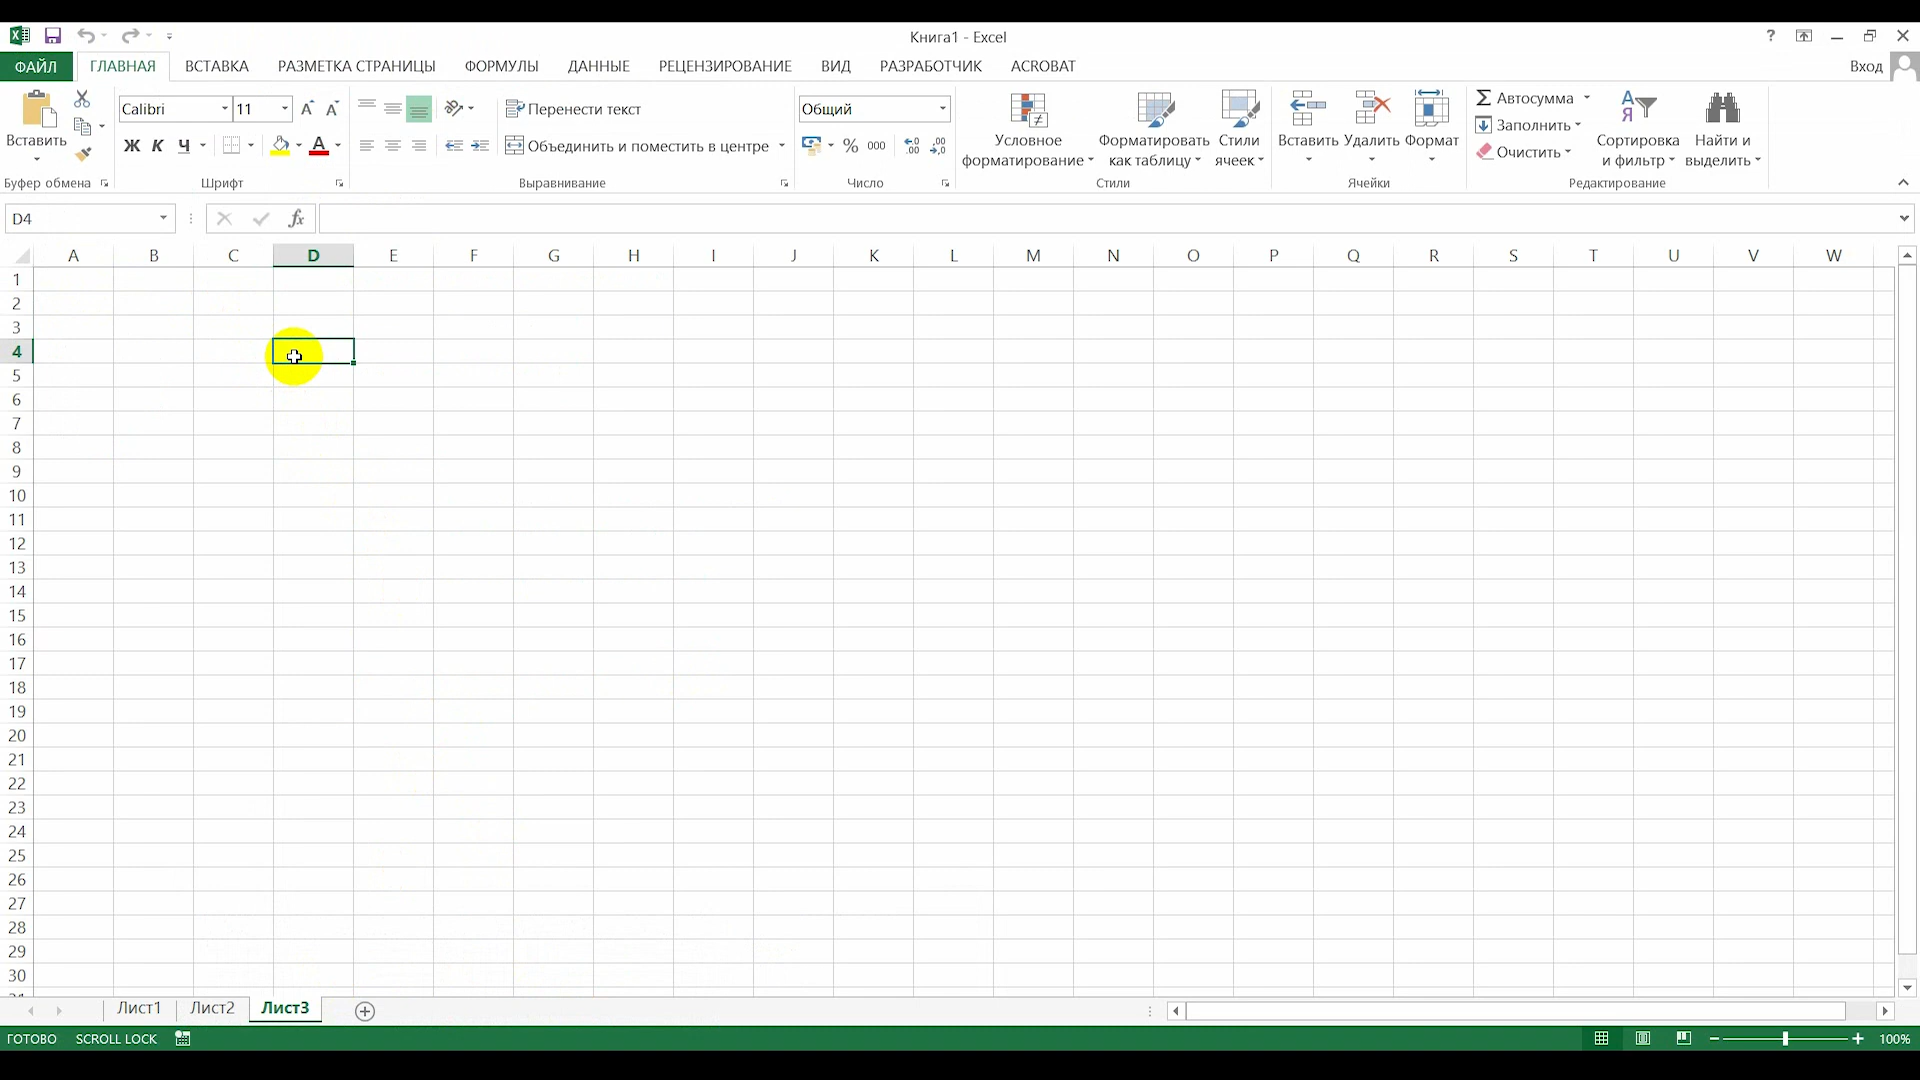 Книга1 - Excel
?
ФАЙЛ ГЛАВНАЯ ВСТАВКА РАЗМЕТКА СТРАНИЦЫ ФОРМУЛЫ ДАННЫЕ РЕЦЕНЗИРОВАНИЕ ВИД РАЗРАБОТЧИК ACROBAT Вход
Вставить
Буфер обмена
Calibri 11
Ж К Ч A
Шрифт
Перенести текст
Объединить и поместить в центре
Выравнивание
Общий
% 000
Число
Условное форматирование
Форматировать как таблицу
Стили ячеек
Стили
Вставить Удалить Формат
Ячейки
Σ Автосумма
Заполнить
Очистить
Сортировка и фильтр
Найти и выделить
Редактирование
D4 fx
A B C D E F G H I J K L M N O P Q R S T U V W
1
2
3
4
5
6
7
8
9
10
11
12
13
14
15
16
17
18
19
20
21
22
23
24
25
26
27
28
29
30
Лист1 Лист2 Лист3
ГОТОВО SCROLL LOCK 100%